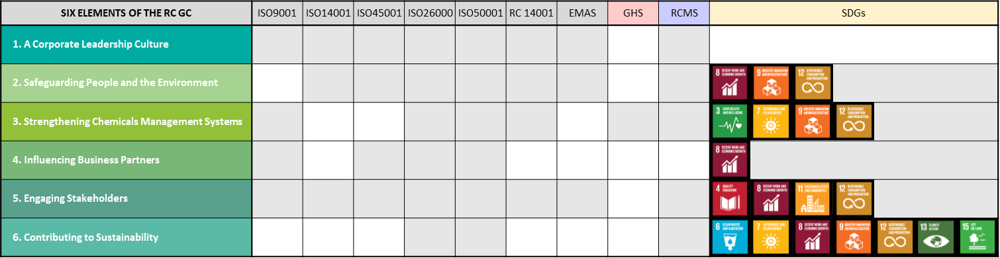 SIX ELEMENTS OF THE RC GC ISO9001 ISO14001 ISO45001 ISO26000 ISO50001 RC 14001 EMAS GHS RCMS SDGs
1. A Corporate Leadership Culture
2. Safeguarding People and the Environment
8 DECENT WORK AND ECONOMIC GROWTH
9 INDUSTRY, INNOVATION AND INFRASTRUCTURE
12 RESPONSIBLE CONSUMPTION AND PRODUCTION
3. Strengthening Chemicals Management Systems
3 GOOD HEALTH AND WELL-BEING
7 AFFORDABLE AND CLEAN ENERGY
9 INDUSTRY, INNOVATION AND INFRASTRUCTURE
12 RESPONSIBLE CONSUMPTION AND PRODUCTION
4. Influencing Business Partners
8 DECENT WORK AND ECONOMIC GROWTH
5. Engaging Stakeholders
4 QUALITY EDUCATION
8 DECENT WORK AND ECONOMIC GROWTH
11 SUSTAINABLE CITIES AND COMMUNITIES
12 RESPONSIBLE CONSUMPTION AND PRODUCTION
6. Contributing to Sustainability
6 CLEAN WATER AND SANITATION
7 AFFORDABLE AND CLEAN ENERGY
8 DECENT WORK AND ECONOMIC GROWTH
9 INDUSTRY, INNOVATION AND INFRASTRUCTURE
12 RESPONSIBLE CONSUMPTION AND PRODUCTION
13 CLIMATE ACTION
15 LIFE ON LAND